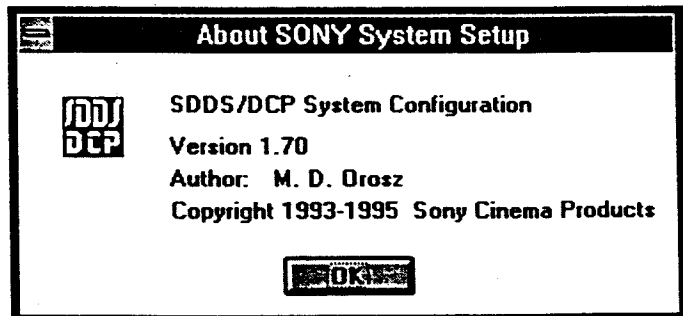 About SONY System Setup
SDDS
DCP
SDDS/DCP System Configuration
Version 1.70
Author: M. D. Orosz
Copyright 1993-1995 Sony Cinema Products
OK